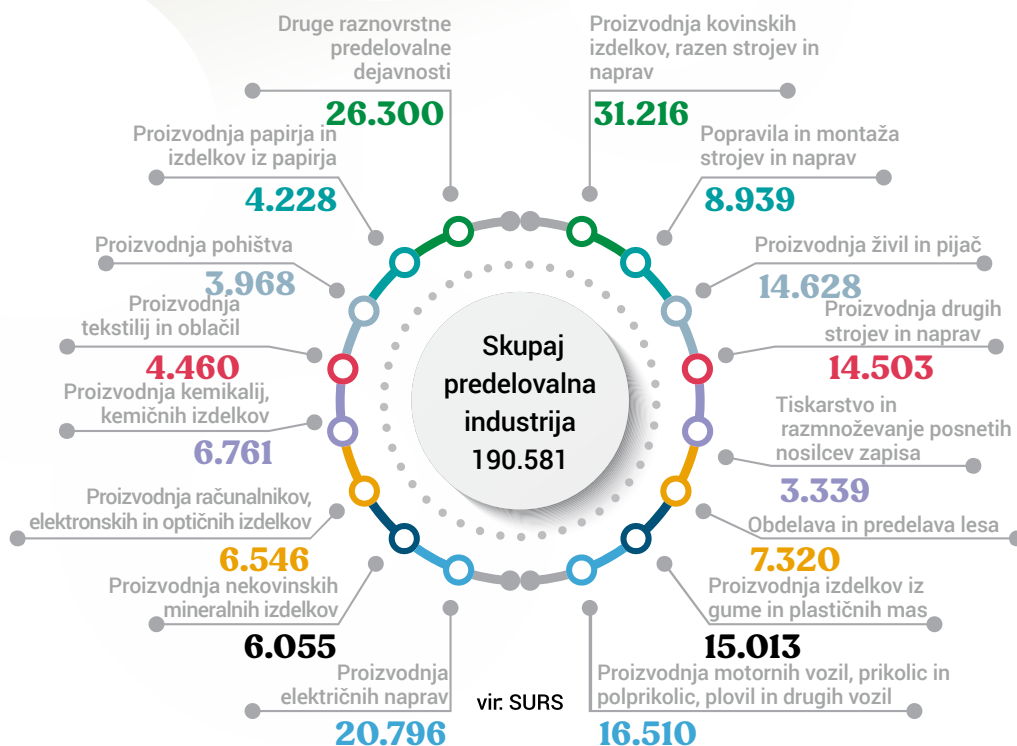 Druge raznovrstne
predelovalne
dejavnosti
26.300
Proizvodnja kovinskih
izdelkov, razen strojev in
naprav
31.216
Proizvodnja papirja in
izdelkov iz papirja
4.228
Popravila in montaža
strojev in naprav
8.939
Proizvodnja pohištva
3.968
Proizvodnja živil in pijač
14.628
Proizvodnja
tekstilij in oblačil
4.460
Proizvodnja drugih
strojev in naprav
14.503
Skupaj
predelovalna
industrija
190.581
Proizvodnja kemikalij,
kemičnih izdelkov
6.761
Tiskarstvo in
razmnoževanje posnetih
nosilcev zapisa
3.339
Proizvodnja računalnikov,
elektronskih in optičnih izdelkov
6.546
Obdelava in predelava lesa
7.320
Proizvodnja nekovinskih
mineralnih izdelkov
6.055
Proizvodnja izdelkov iz
gume in plastičnih mas
15.013
Proizvodnja
električnih naprav
20.796
vir: SURS
Proizvodnja motornih vozil, prikolic in
polprikolic, plovil in drugih vozil
16.510